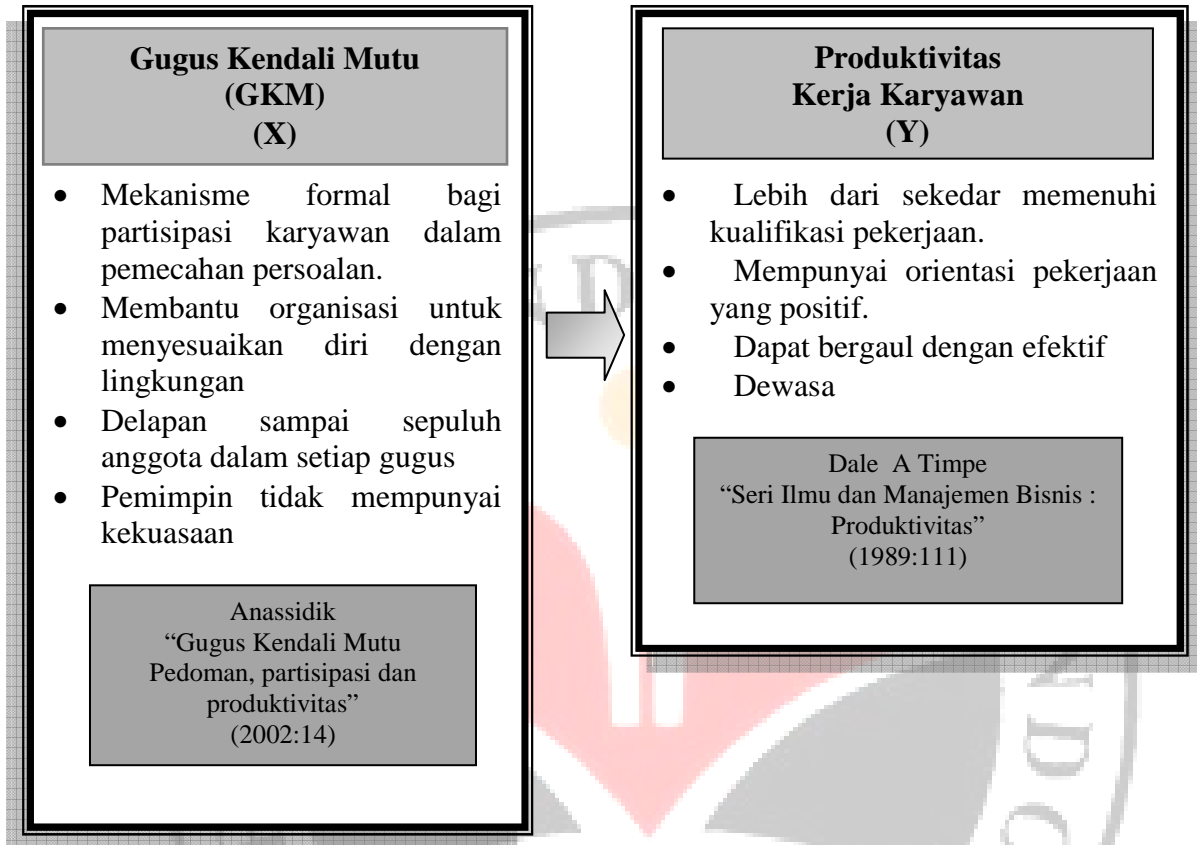 Gugus Kendali Mutu
(GKM)
(X)
• Mekanisme formal bagi
partisipasi karyawan dalam
pemecahan persoalan.
• Membantu organisasi untuk
menyesuaikan diri dengan
lingkungan
• Delapan sampai sepuluh
anggota dalam setiap gugus
• Pemimpin tidak mempunyai
kekuasaan
Anassidik
“Gugus Kendali Mutu
Pedoman, partisipasi dan
produktivitas”
(2002:14)
Produktivitas
Kerja Karyawan
(Y)
• Lebih dari sekedar memenuhi
kualifikasi pekerjaan.
• Mempunyai orientasi pekerjaan
yang positif.
• Dapat bergaul dengan efektif
• Dewasa
Dale A Timpe
“Seri Ilmu dan Manajemen Bisnis :
Produktivitas”
(1989:111)